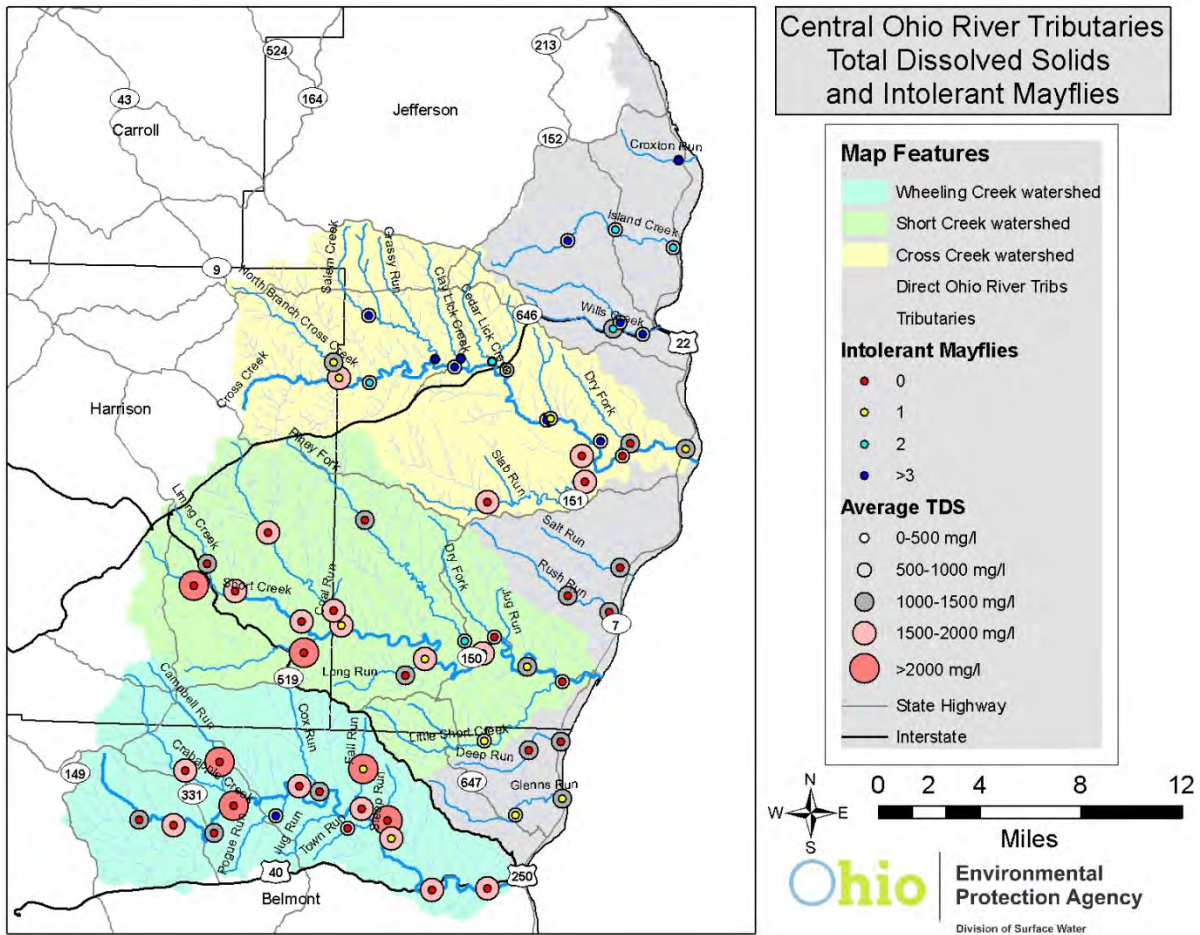 Central Ohio River Tributaries
Total Dissolved Solids
and Intolerant Mayflies
Map Features
Wheeling Creek watershed
Short Creek watershed
Cross Creek watershed
Direct Ohio River Tribs
Tributaries
Intolerant Mayflies
0
1
2
>3
Average TDS
0-500 mg/l
500-1000 mg/l
1000-1500 mg/l
1500-2000 mg/l
>2000 mg/l
State Highway
Interstate
N
W E
S
0 2 4 8 12
Miles
Ohio
Environmental
Protection Agency
Division of Surface Water
213
524
43
164
Carroll
Jefferson
152
Croxton Run
Island Creek
9
Salem Creek
Grassy Run
Clay Lick Creek
Cedar Lick Creek
North Branch Cross Creek
646
Wills Creek
22
Cross Creek
Dry Fork
Harrison
Piney Fork
Slab Run
151
Liming Creek
Salt Run
Rush Run
Dry Fork
Jug Run
7
Short Creek
Coal Run
150
Long Run
519
Campbell Run
Cox Run
Fall Run
Little Short Creek
Deep Run
149
Crabapple Creek
331
647
Glenns Run
Pogue Run
Jug Run
Town Run
40
250
Belmont